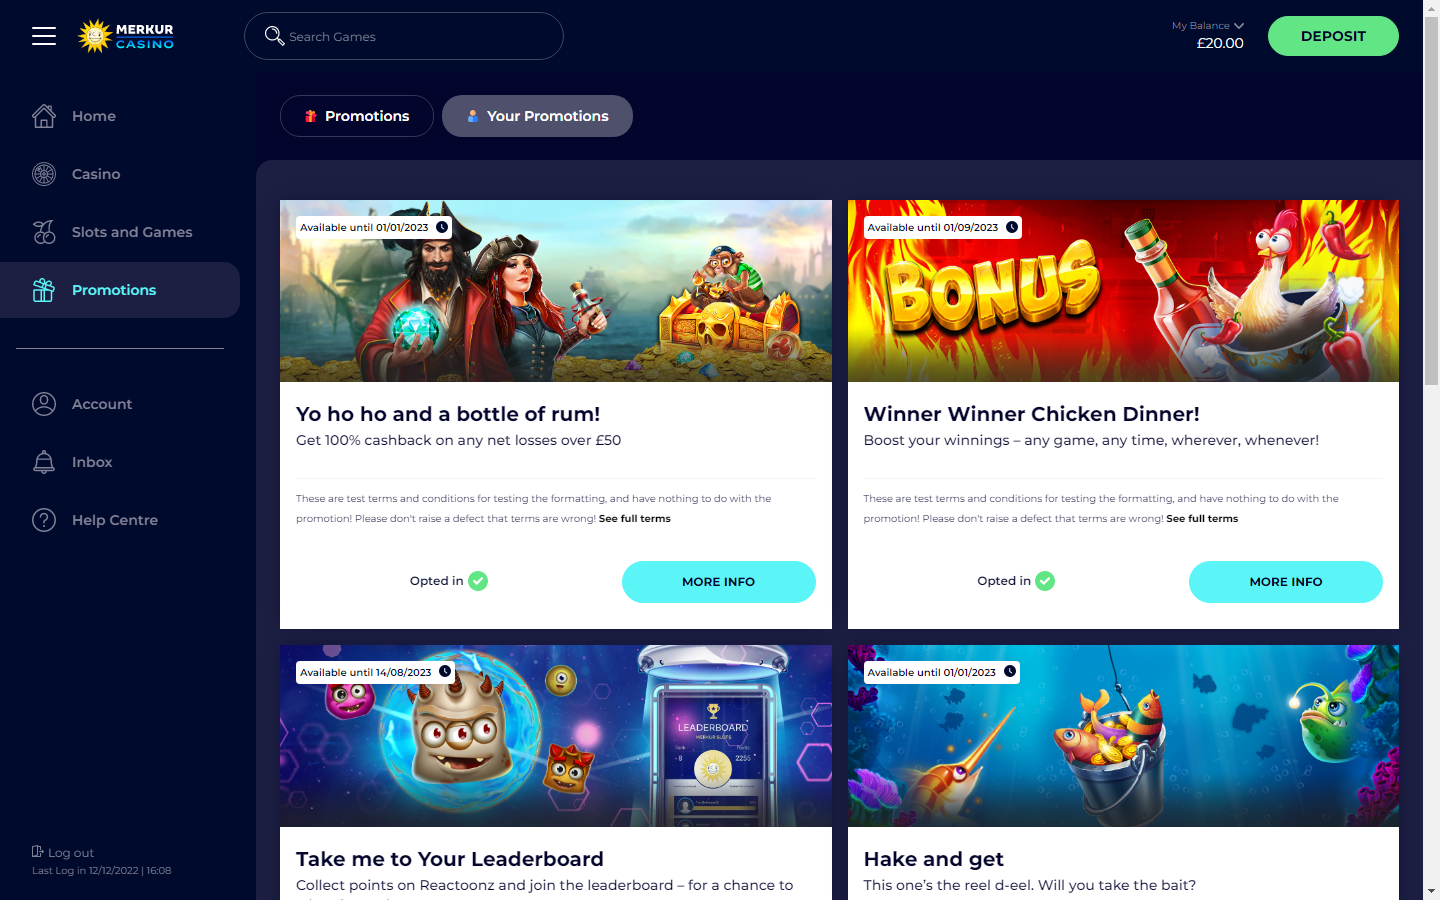 MERKUR
CASINO
Search Games
My Balance
£20.00
DEPOSIT
Home
Casino
Slots and Games
Promotions
Account
Inbox
Help Centre
Log out
Last Log in 12/12/2022 | 16:08
Promotions
Your Promotions
Available until 01/01/2023
Yo ho ho and a bottle of rum!
Get 100% cashback on any net losses over £50
These are test terms and conditions for testing the formatting, and have nothing to do with the
promotion! Please don't raise a defect that terms are wrong! See full terms
Opted in
MORE INFO
Available until 01/09/2023
BONUS
Winner Winner Chicken Dinner!
Boost your winnings – any game, any time, wherever, whenever!
These are test terms and conditions for testing the formatting, and have nothing to do with the
promotion! Please don't raise a defect that terms are wrong! See full terms
Opted in
MORE INFO
Available until 14/08/2023
LEADERBOARD
MERKUR SLOTS
Rank
Points
8
2255
Take me to Your Leaderboard
Collect points on Reactoonz and join the leaderboard – for a chance to
Available until 01/01/2023
Hake and get
This one's the reel d-eel. Will you take the bait?